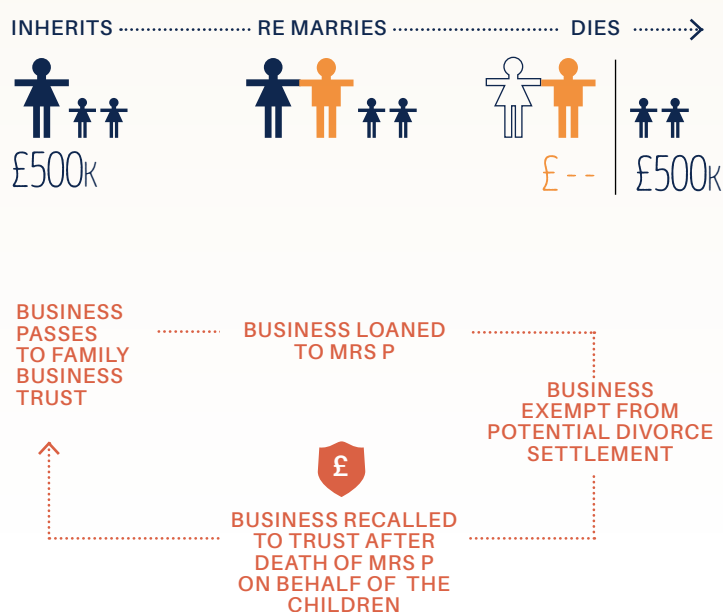 INHERITS
RE MARRIES
DIES
£500K
£ - -
£500K
BUSINESS
PASSES
TO FAMILY
BUSINESS
TRUST
BUSINESS LOANED
TO MRS P
BUSINESS
EXEMPT FROM
POTENTIAL DIVORCE
SETTLEMENT
£
BUSINESS RECALLED
TO TRUST AFTER
DEATH OF MRS P
ON BEHALF OF THE
CHILDREN